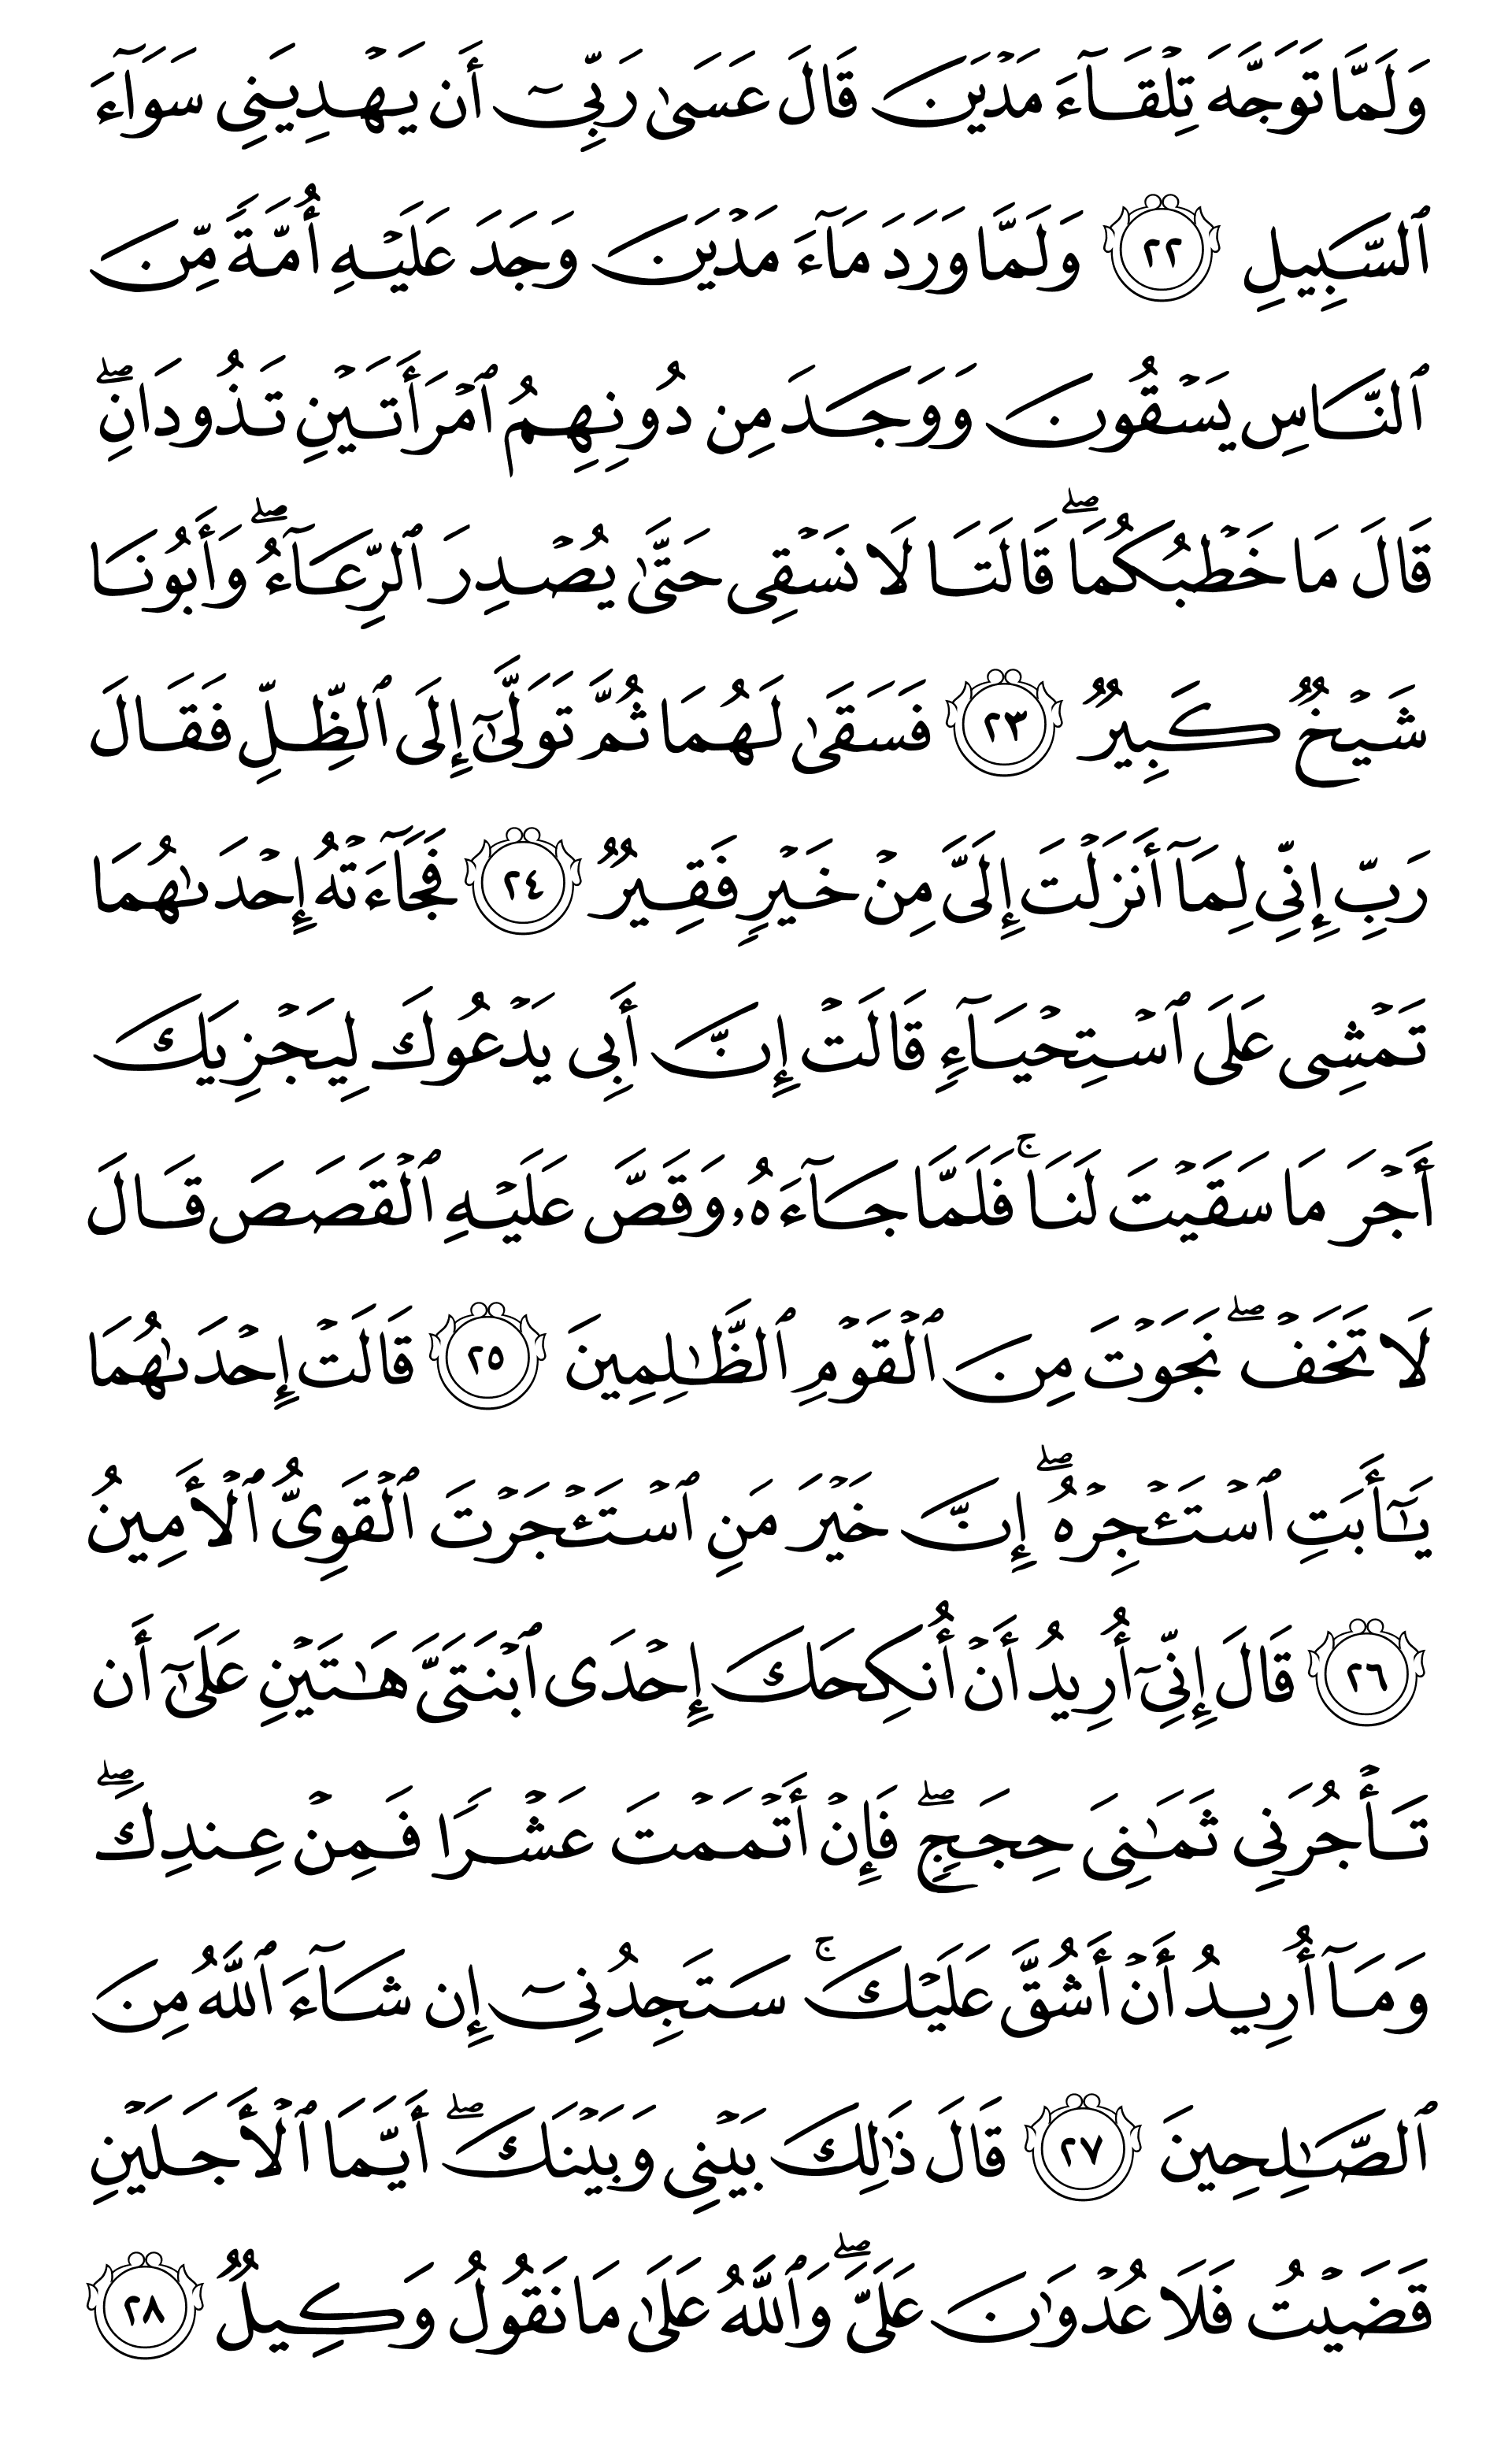 وَلَمَّا تَوَجَّهَ تِلْقَآءَ مَدْيَنَ قَالَ عَسَىٰ رَبِّىٓ أَن يَهْدِيَنِى سَوَآءَ
ٱلسَّبِيلِ ٢٢ وَلَمَّا وَرَدَ مَآءَ مَدْيَنَ وَجَدَ عَلَيْهِ أُمَّةً مِّنَ
ٱلنَّاسِ يَسْقُونَ وَوَجَدَ مِن دُونِهِمُ ٱمْرَأَتَيْنِ تَذُودَانِۖ
قَالَ مَا خَطْبُكُمَاۖ قَالَتَا لَا نَسْقِى حَتَّىٰ يُصْدِرَ ٱلرِّعَآءُۖ وَأَبُونَا
شَيْخٌ كَبِيرٌ ٢٣ فَسَقَىٰ لَهُمَا ثُمَّ تَوَلَّىٰٓ إِلَى ٱلظِّلِّ فَقَالَ
رَبِّ إِنِّى لِمَآ أَنزَلْتَ إِلَىَّ مِنْ خَيْرٍ فَقِيرٌ ٢٤ فَجَآءَتْهُ إِحْدَىٰهُمَا
تَمْشِى عَلَى ٱسْتِحْيَآءٍ قَالَتْ إِنَّ أَبِى يَدْعُوكَ لِيَجْزِيَكَ
أَجْرَ مَا سَقَيْتَ لَنَاۚ فَلَمَّا جَآءَهُۥ وَقَصَّ عَلَيْهِ ٱلْقَصَصَ قَالَ
لَا تَخَفْۖ نَجَوْتَ مِنَ ٱلْقَوْمِ ٱلظَّٰلِمِينَ ٢٥ قَالَتْ إِحْدَىٰهُمَا
يَٰٓأَبَتِ ٱسْتَـْٔجِرْهُۖ إِنَّ خَيْرَ مَنِ ٱسْتَـْٔجَرْتَ ٱلْقَوِىُّ ٱلْأَمِينُ
٢٦ قَالَ إِنِّىٓ أُرِيدُ أَنْ أُنكِحَكَ إِحْدَى ٱبْنَتَىَّ هَٰتَيْنِ عَلَىٰٓ أَن
تَأْجُرَنِى ثَمَٰنِىَ حِجَجٍۖ فَإِنْ أَتْمَمْتَ عَشْرًا فَمِنْ عِندِكَۖ
وَمَآ أُرِيدُ أَنْ أَشُقَّ عَلَيْكَۚ سَتَجِدُنِىٓ إِن شَآءَ ٱللَّهُ مِنَ
ٱلصَّٰلِحِينَ ٢٧ قَالَ ذَٰلِكَ بَيْنِى وَبَيْنَكَۖ أَيَّمَا ٱلْأَجَلَيْنِ
قَضَيْتُ فَلَا عُدْوَٰنَ عَلَىَّۖ وَٱللَّهُ عَلَىٰ مَا نَقُولُ وَكِيلٌ ٢٨